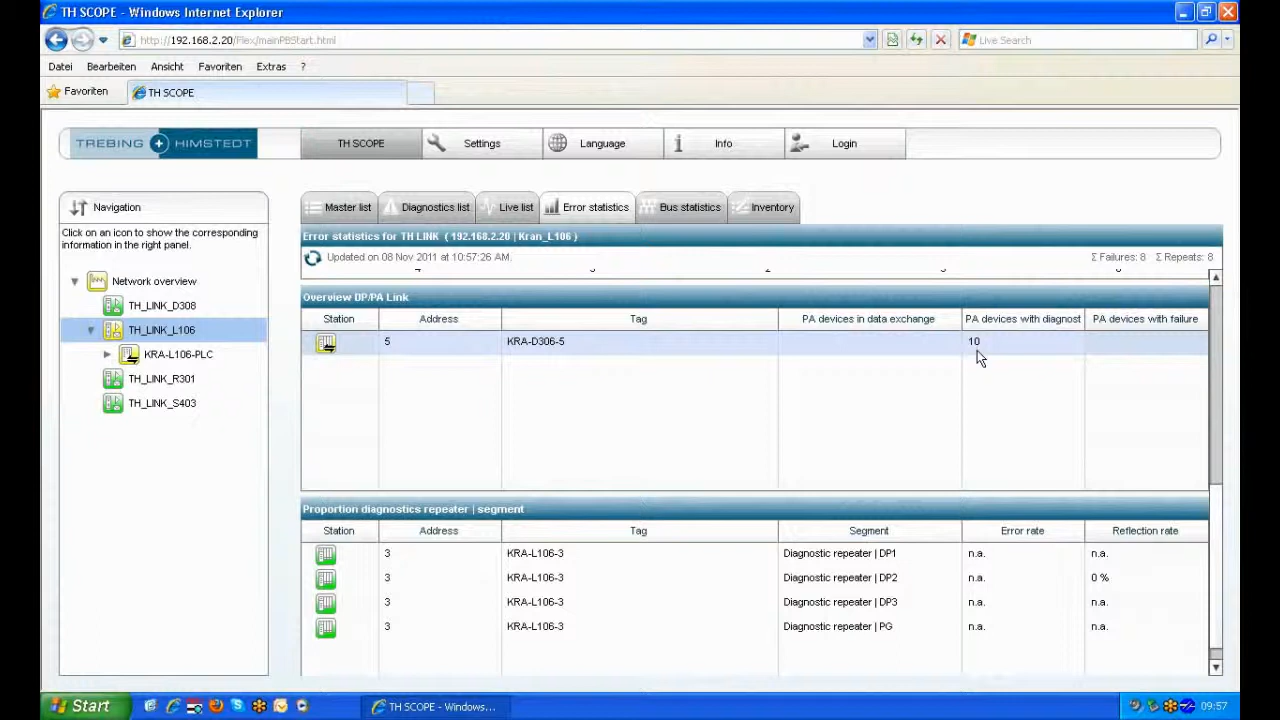 TH SCOPE - Windows Internet Explorer
http://192.168.2.20/Flex/mainPBStart.html
Live Search
Datei Bearbeiten Ansicht Favoriten Extras ?
Favoriten TH SCOPE
TREBING + HIMSTEDT TH SCOPE Settings Language Info Login
Navigation
Click on an icon to show the corresponding
information in the right panel.
Network overview
TH_LINK_D308
TH_LINK_L106
KRA-L106-PLC
TH_LINK_R301
TH_LINK_S403
Master list Diagnostics list Live list Error statistics Bus statistics Inventory
Error statistics for TH LINK ( 192.168.2.20 | Kran_L106 )
Updated on 08 Nov 2011 at 10:57:26 AM. Σ Failures: 8 Σ Repeats: 8
Overview DP/PA Link
Station Address Tag PA devices in data exchange PA devices with diagnost PA devices with failure
5 KRA-D306-5 10
Proportion diagnostics repeater | segment
Station Address Tag Segment Error rate Reflection rate
3 KRA-L106-3 Diagnostic repeater | DP1 n.a. n.a.
3 KRA-L106-3 Diagnostic repeater | DP2 n.a. 0 %
3 KRA-L106-3 Diagnostic repeater | DP3 n.a. n.a.
3 KRA-L106-3 Diagnostic repeater | PG n.a. n.a.
Start TH SCOPE - Windows... 09:57